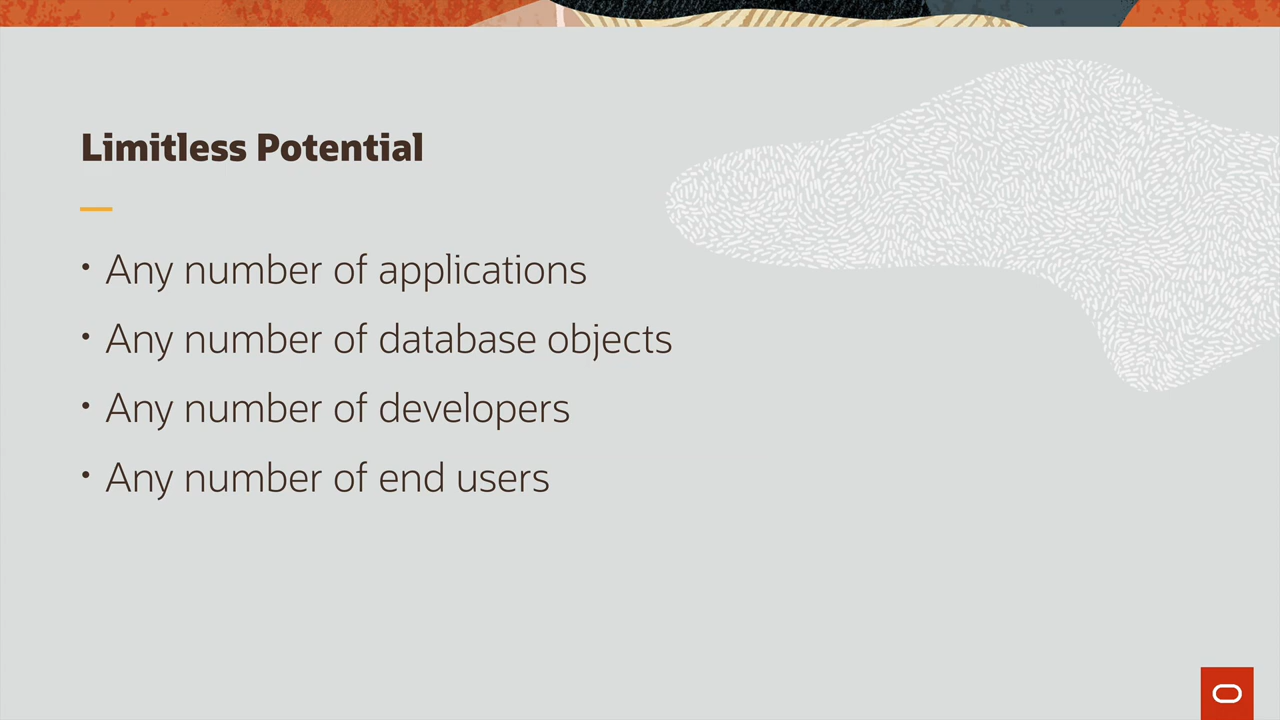 Limitless Potential
• Any number of applications
• Any number of database objects
• Any number of developers
• Any number of end users